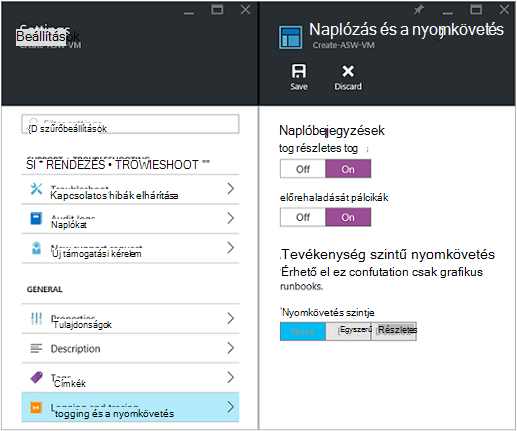 Beállítások
Create-ASW-VM
{D szűrőbeállítások
SI " RENDEZÉS • TROWIESHOOT ""
Kapcsolatos hibák elhárítása
Naplókat
Új támogatási kérelem
GENERAL
Tulajdonságok
Description
Címkék
togging és a nyomkövetés
Naplózás és a nyomkövetés
Create-ASW-VM
Save Discard
Naplóbejegyzések
tog részletes tog
Off On
előrehaladását pálcikák
Off On
Tevékenység szintű nyomkövetés
Érhető el ez confutation csak grafikus
runbooks.
Nyomkövetés szintje
Egyszerű Részletes